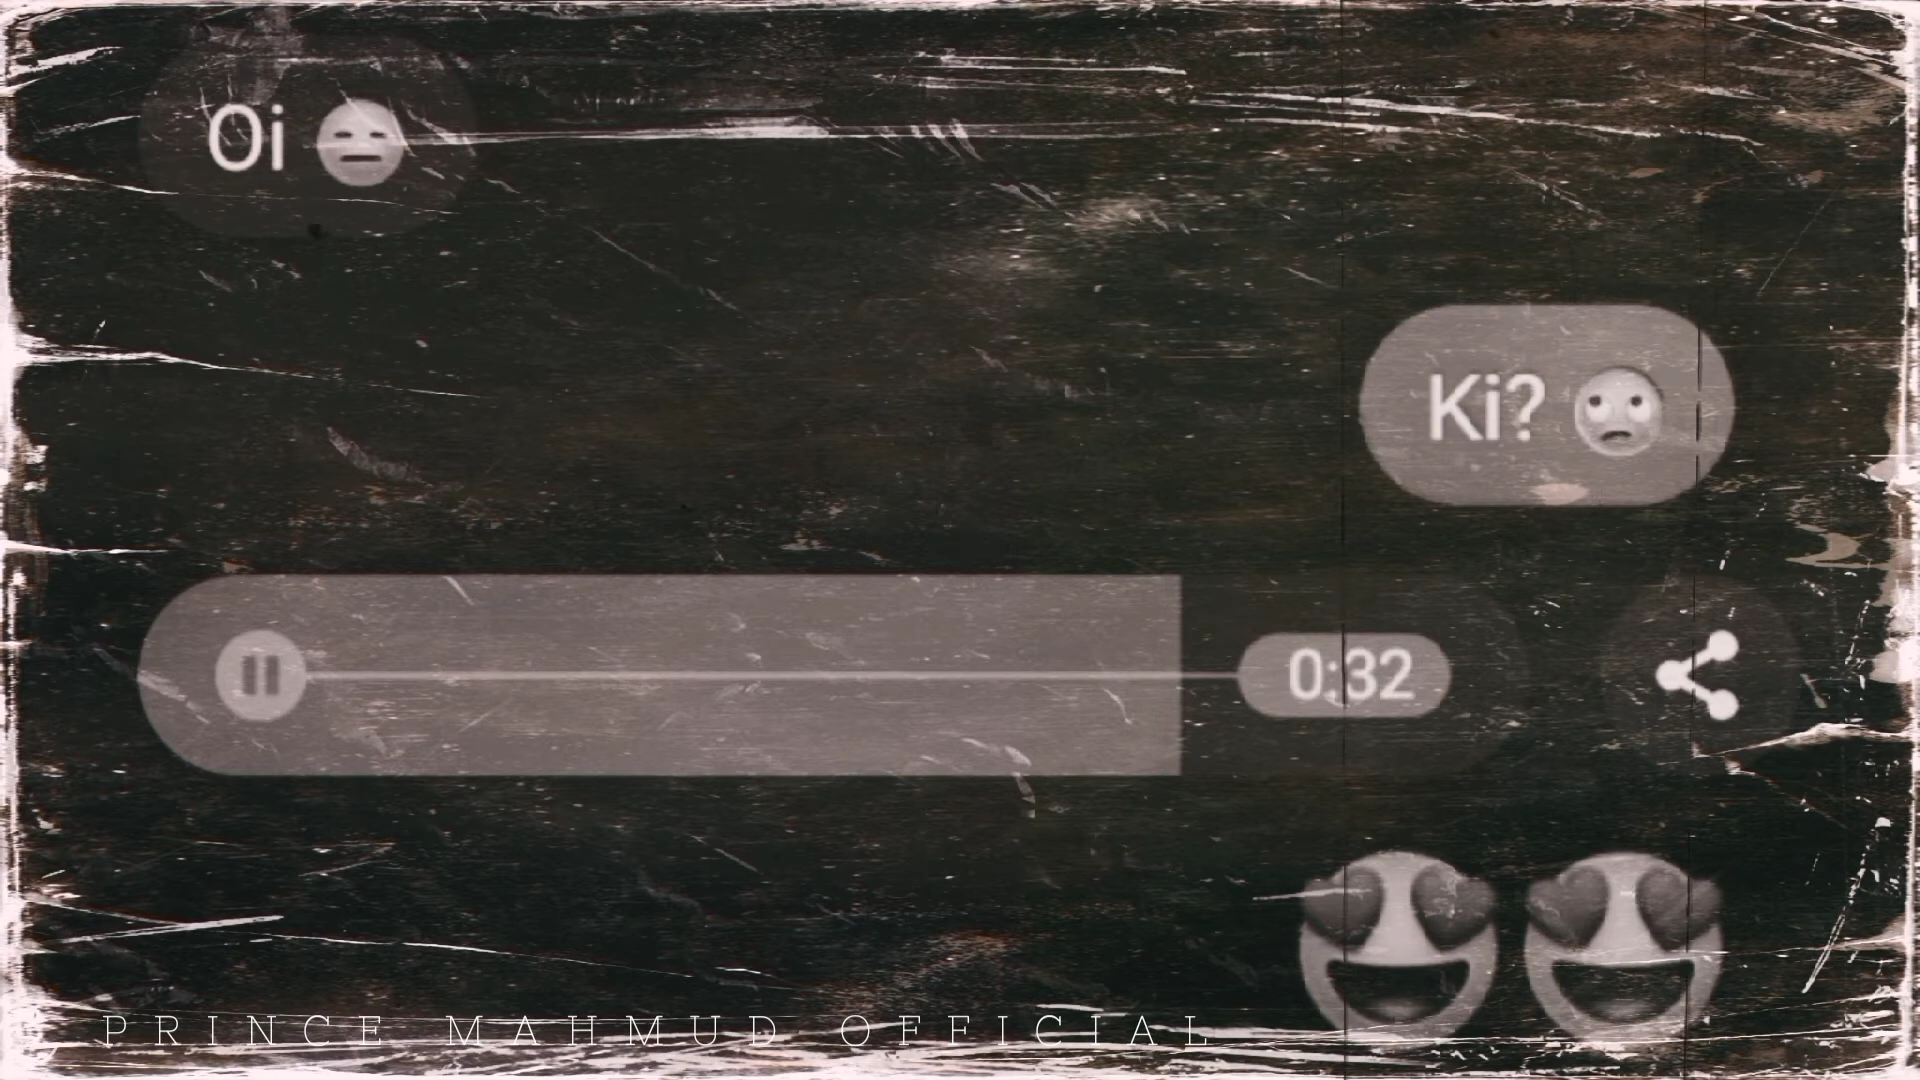 Oi 😑
Ki? 🙄
0:32
😍😍
PRINCE MAHMUD OFFICIAL